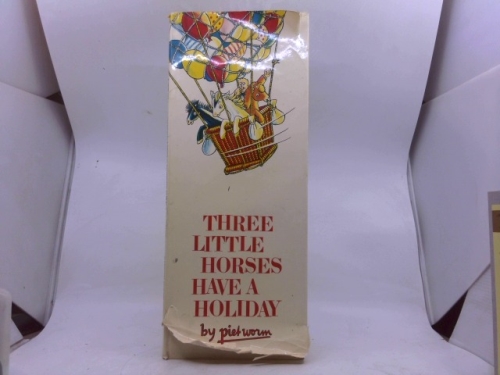 THREE
LITTLE
HORSES
HAVE A
HOLIDAY
by piet worm